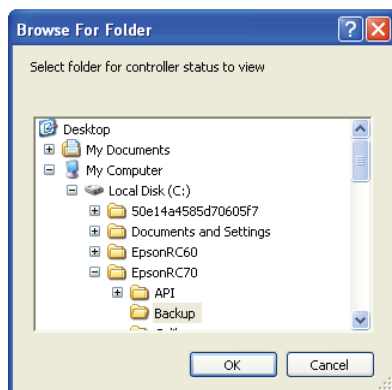 Browse For Folder
Select folder for controller status to view
Desktop
My Documents
My Computer
Local Disk (C:)
50e14a4585d70605f7
Documents and Settings
EpsonRC60
EpsonRC70
API
Backup
OK
Cancel